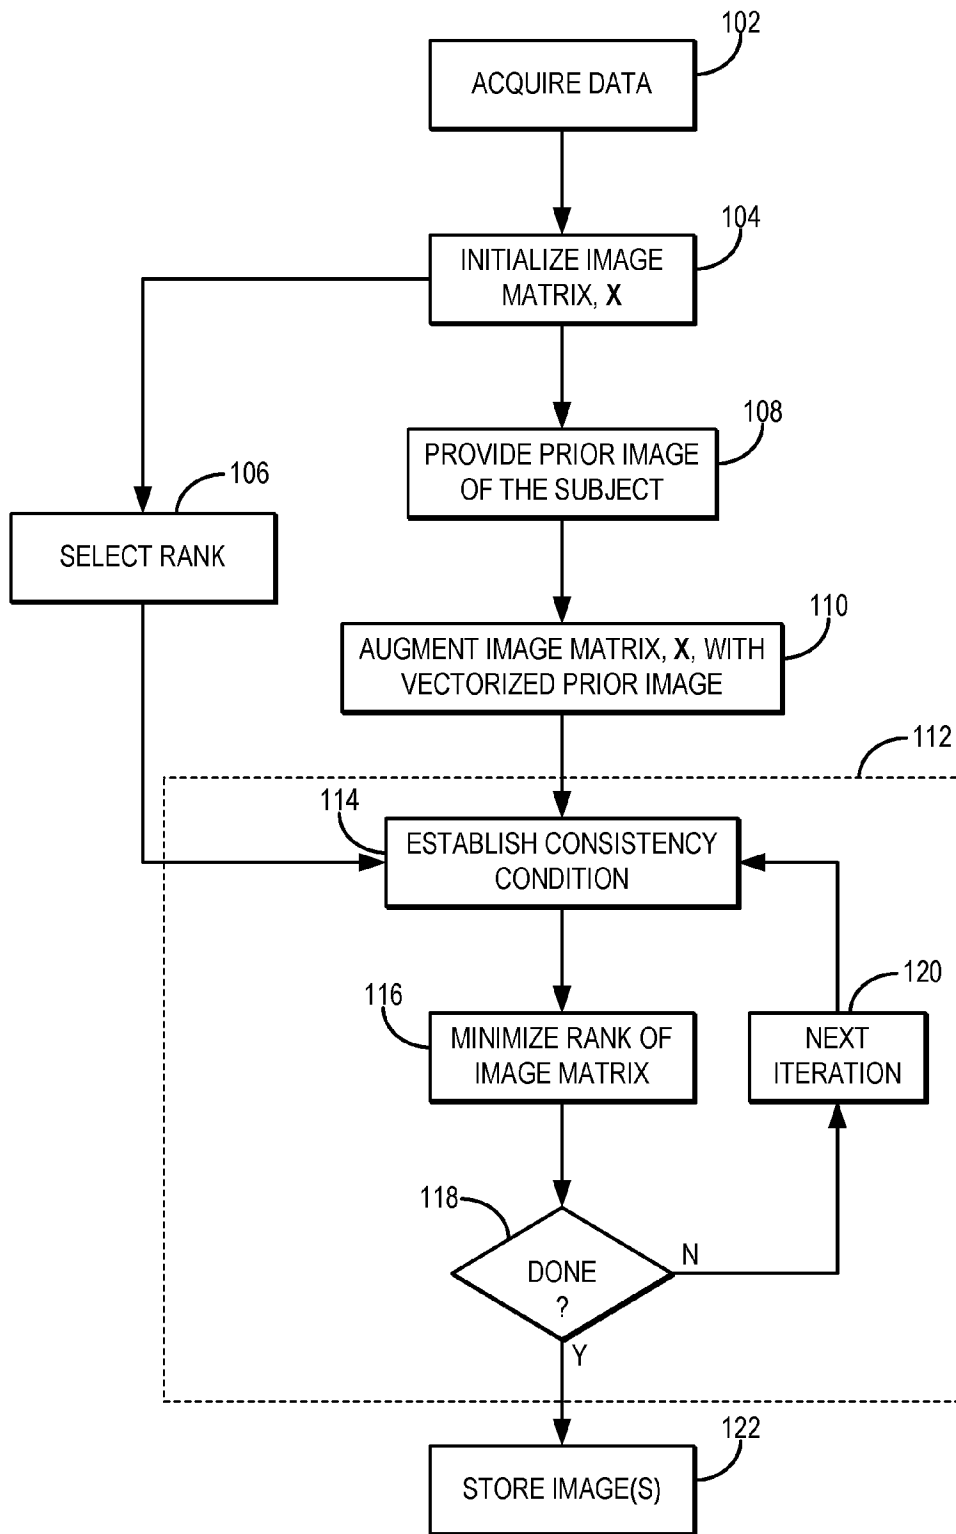 102
ACQUIRE DATA
104
INITIALIZE IMAGE
MATRIX, X
108
PROVIDE PRIOR IMAGE
OF THE SUBJECT
106
SELECT RANK
110
AUGMENT IMAGE MATRIX, X, WITH
VECTORIZED PRIOR IMAGE
112
114
ESTABLISH CONSISTENCY
CONDITION
116
MINIMIZE RANK OF
IMAGE MATRIX
120
NEXT
ITERATION
118
DONE
?
N
Y
122
STORE IMAGE(S)